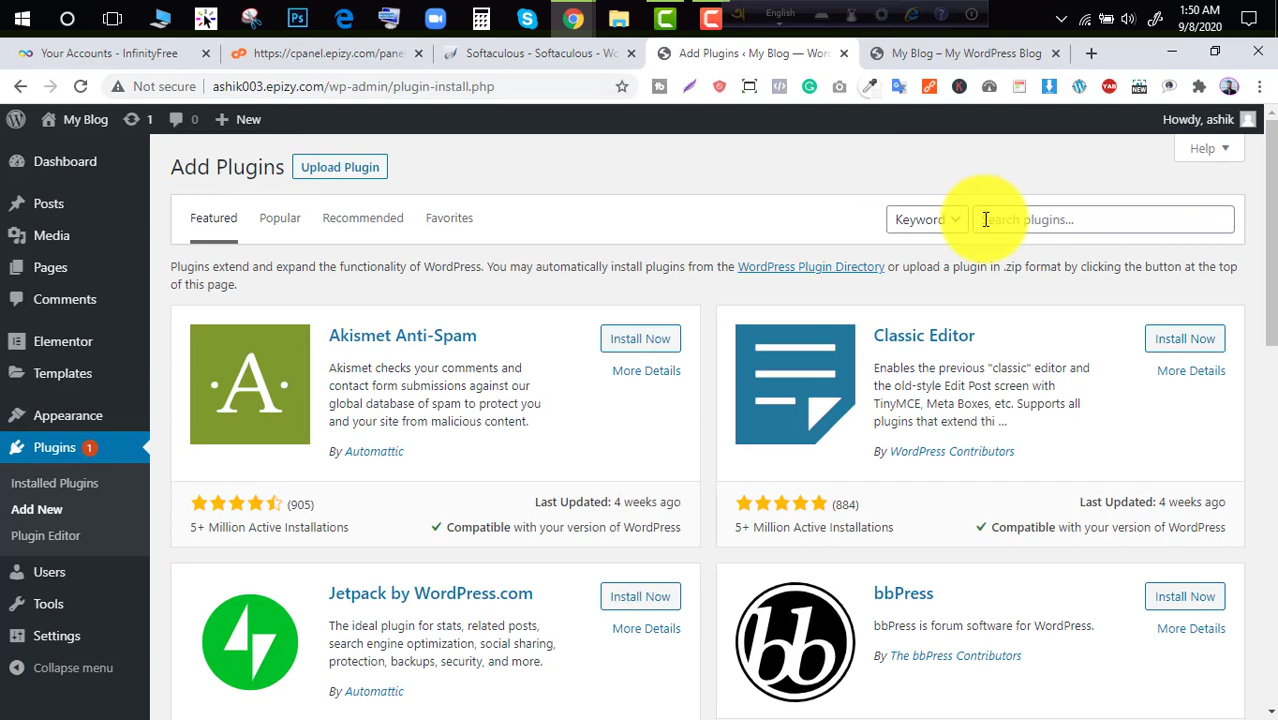 English
1:50 AM
9/8/2020
Your Accounts - InfinityFree
https://cpanel.epizy.com/pane
Softaculous - Softaculous - Wo
Add Plugins ‹ My Blog — Word
My Blog – My WordPress Blog
Not secure
ashik003.epizy.com/wp-admin/plugin-install.php
My Blog
1
0
New
Howdy, ashik
Dashboard
Posts
Media
Pages
Comments
Elementor
Templates
Appearance
Plugins 1
Installed Plugins
Add New
Plugin Editor
Users
Tools
Settings
Collapse menu
Help
Add Plugins
Upload Plugin
Featured
Popular
Recommended
Favorites
Keyword
Search plugins...
Plugins extend and expand the functionality of WordPress. You may automatically install plugins from the WordPress Plugin Directory or upload a plugin in .zip format by clicking the button at the top
of this page.
Akismet Anti-Spam
Install Now
More Details
Akismet checks your comments and
contact form submissions against our
global database of spam to protect you
and your site from malicious content.
By Automattic
(905)
Last Updated: 4 weeks ago
5+ Million Active Installations
Compatible with your version of WordPress
Classic Editor
Install Now
More Details
Enables the previous "classic" editor and
the old-style Edit Post screen with
TinyMCE, Meta Boxes, etc. Supports all
plugins that extend thi ...
By WordPress Contributors
(884)
Last Updated: 4 weeks ago
5+ Million Active Installations
Compatible with your version of WordPress
Jetpack by WordPress.com
Install Now
More Details
The ideal plugin for stats, related posts,
search engine optimization, social sharing,
protection, backups, security, and more.
By Automattic
bbPress
Install Now
More Details
bbPress is forum software for WordPress.
By The bbPress Contributors